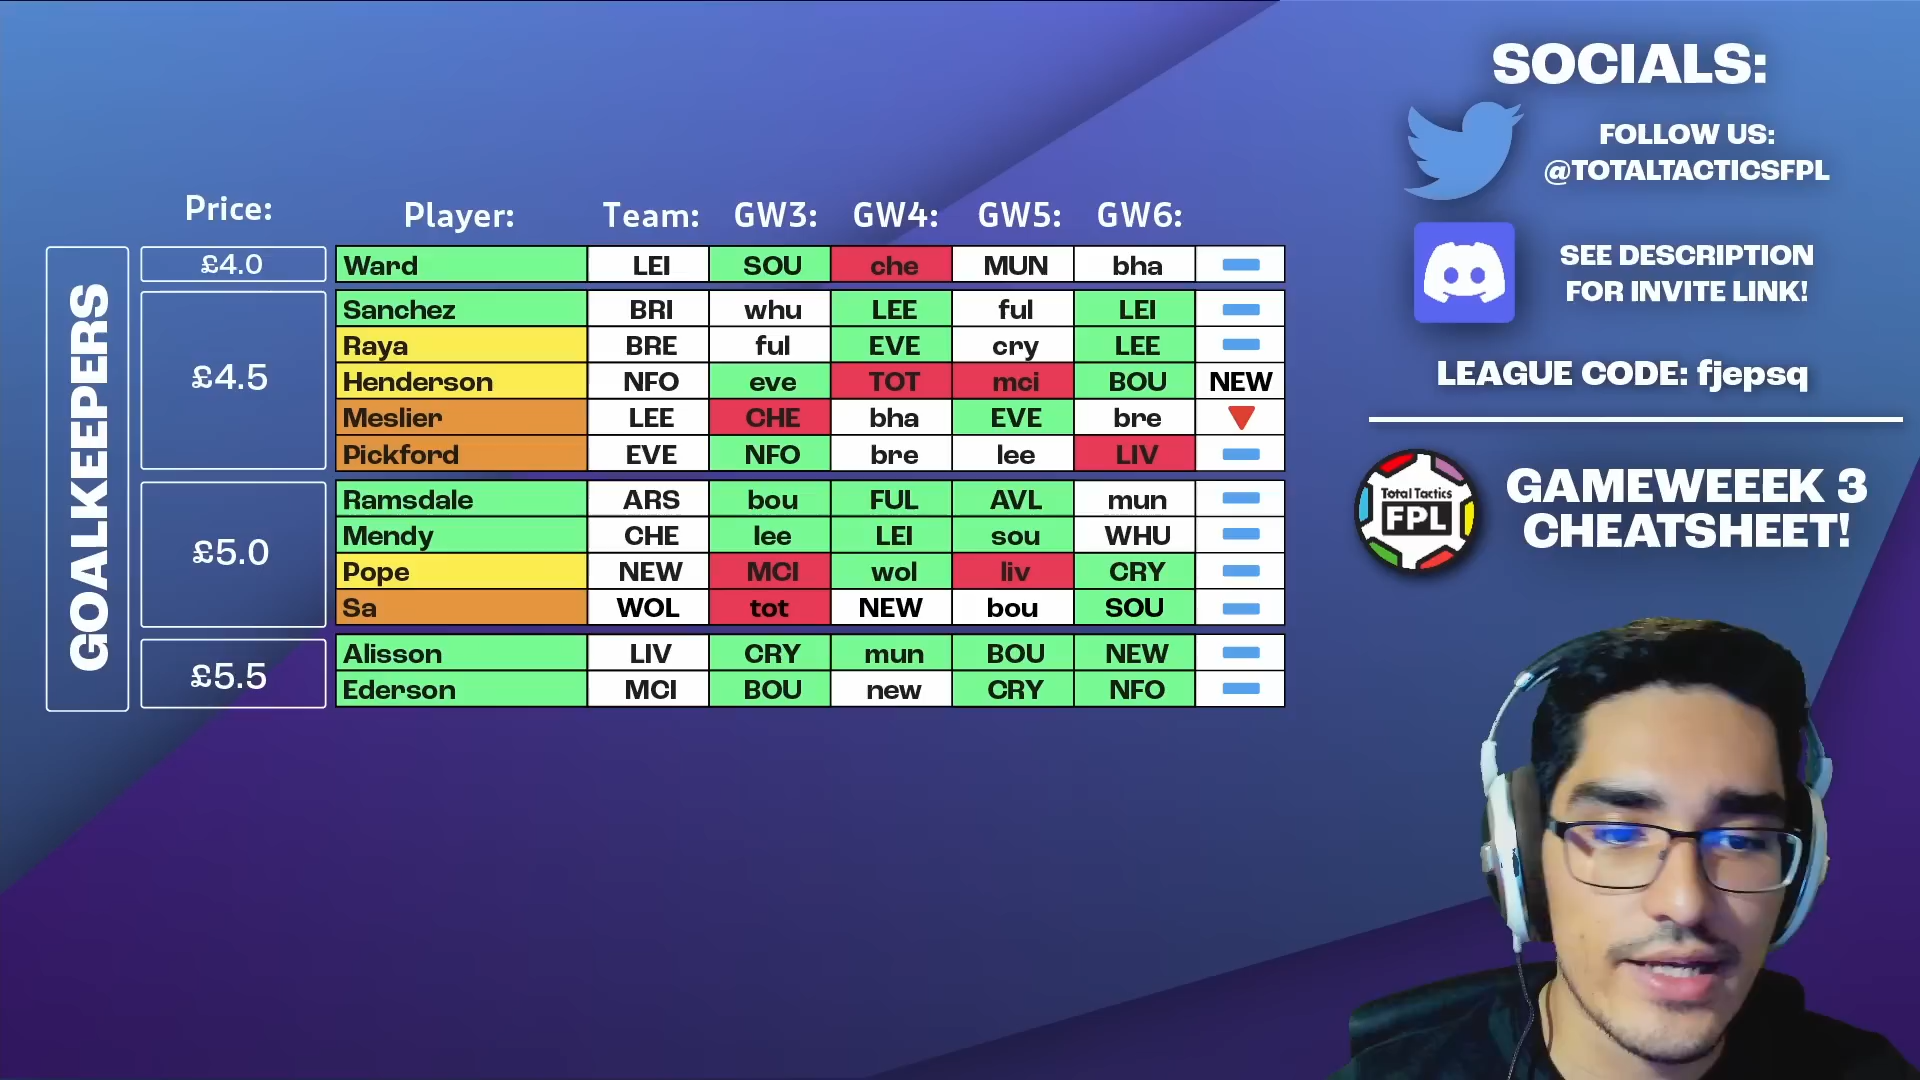 SOCIALS:
FOLLOW US:
@TOTALTACTICSFPL
SEE DESCRIPTION
FOR INVITE LINK!
LEAGUE CODE: fjepsq
Total Tactics
FPL
GAMEWEEEK 3
CHEATSHEET!
GOALKEEPERS
Price: Player: Team: GW3: GW4: GW5: GW6:
£4.0 Ward LEI SOU che MUN bha
£4.5
Sanchez BRI whu LEE ful LEI
Raya BRE ful EVE cry LEE
Henderson NFO eve TOT mci BOU NEW
Meslier LEE CHE bha EVE bre
Pickford EVE NFO bre lee LIV
£5.0
Ramsdale ARS bou FUL AVL mun
Mendy CHE lee LEI sou WHU
Pope NEW MCI wol liv CRY
Sa WOL tot NEW bou SOU
£5.5
Alisson LIV CRY mun BOU NEW
Ederson MCI BOU new CRY NFO